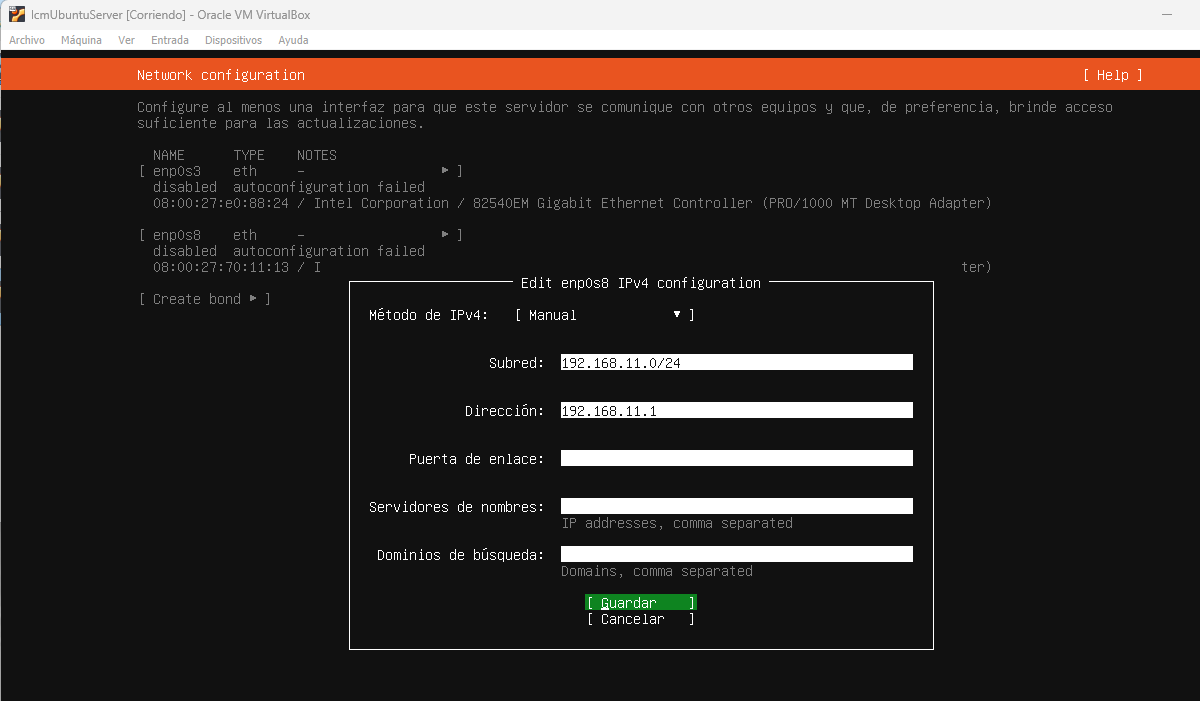 lcmUbuntuServer [Corriendo] - Oracle VM VirtualBox
Archivo Máquina Ver Entrada Dispositivos Ayuda
Network configuration [ Help ]
Configure al menos una interfaz para que este servidor se comunique con otros equipos y que, de preferencia, brinde acceso
suficiente para las actualizaciones.
NAME TYPE NOTES
[ enp0s3 eth - ▸ ]
disabled autoconfiguration failed
08:00:27:e0:88:24 / Intel Corporation / 82540EM Gigabit Ethernet Controller (PRO/1000 MT Desktop Adapter)
[ enp0s8 eth - ▸ ]
disabled autoconfiguration failed
08:00:27:70:11:13 / I ter)
[ Create bond ▸ ]
Edit enp0s8 IPv4 configuration
Método de IPv4: [ Manual ▾ ]
Subred: 192.168.11.0/24
Dirección: 192.168.11.1
Puerta de enlace:
Servidores de nombres:
IP addresses, comma separated
Dominios de búsqueda:
Domains, comma separated
[ Guardar ]
[ Cancelar ]